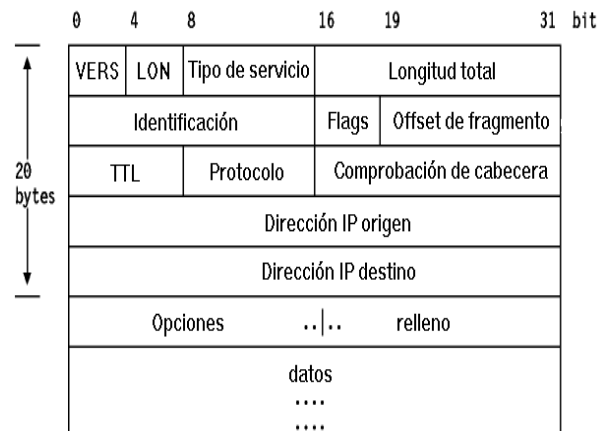 0 4 8 16 19 31 bit
VERS LON Tipo de servicio Longitud total
Identificación Flags Offset de fragmento
20 bytes
TTL Protocolo Comprobación de cabecera
Dirección IP origen
Dirección IP destino
Opciones ..|.. relleno
datos
....
....